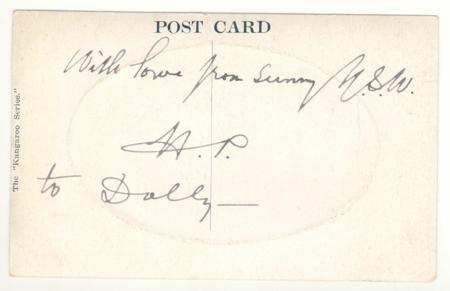 POST CARD
The "Kangaroo Series."
With love from sunny N.S.W.
H.P.
to Dolly—